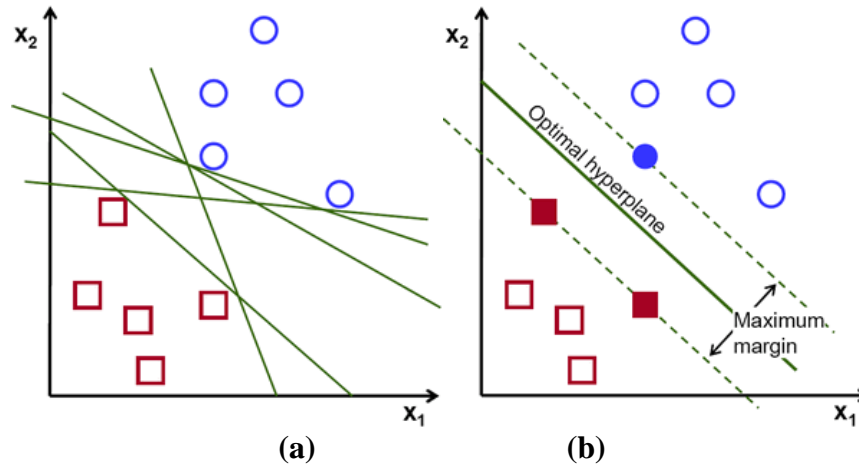 x2
x1
(a)
x2
Optimal hyperplane
Maximum
margin
x1
(b)